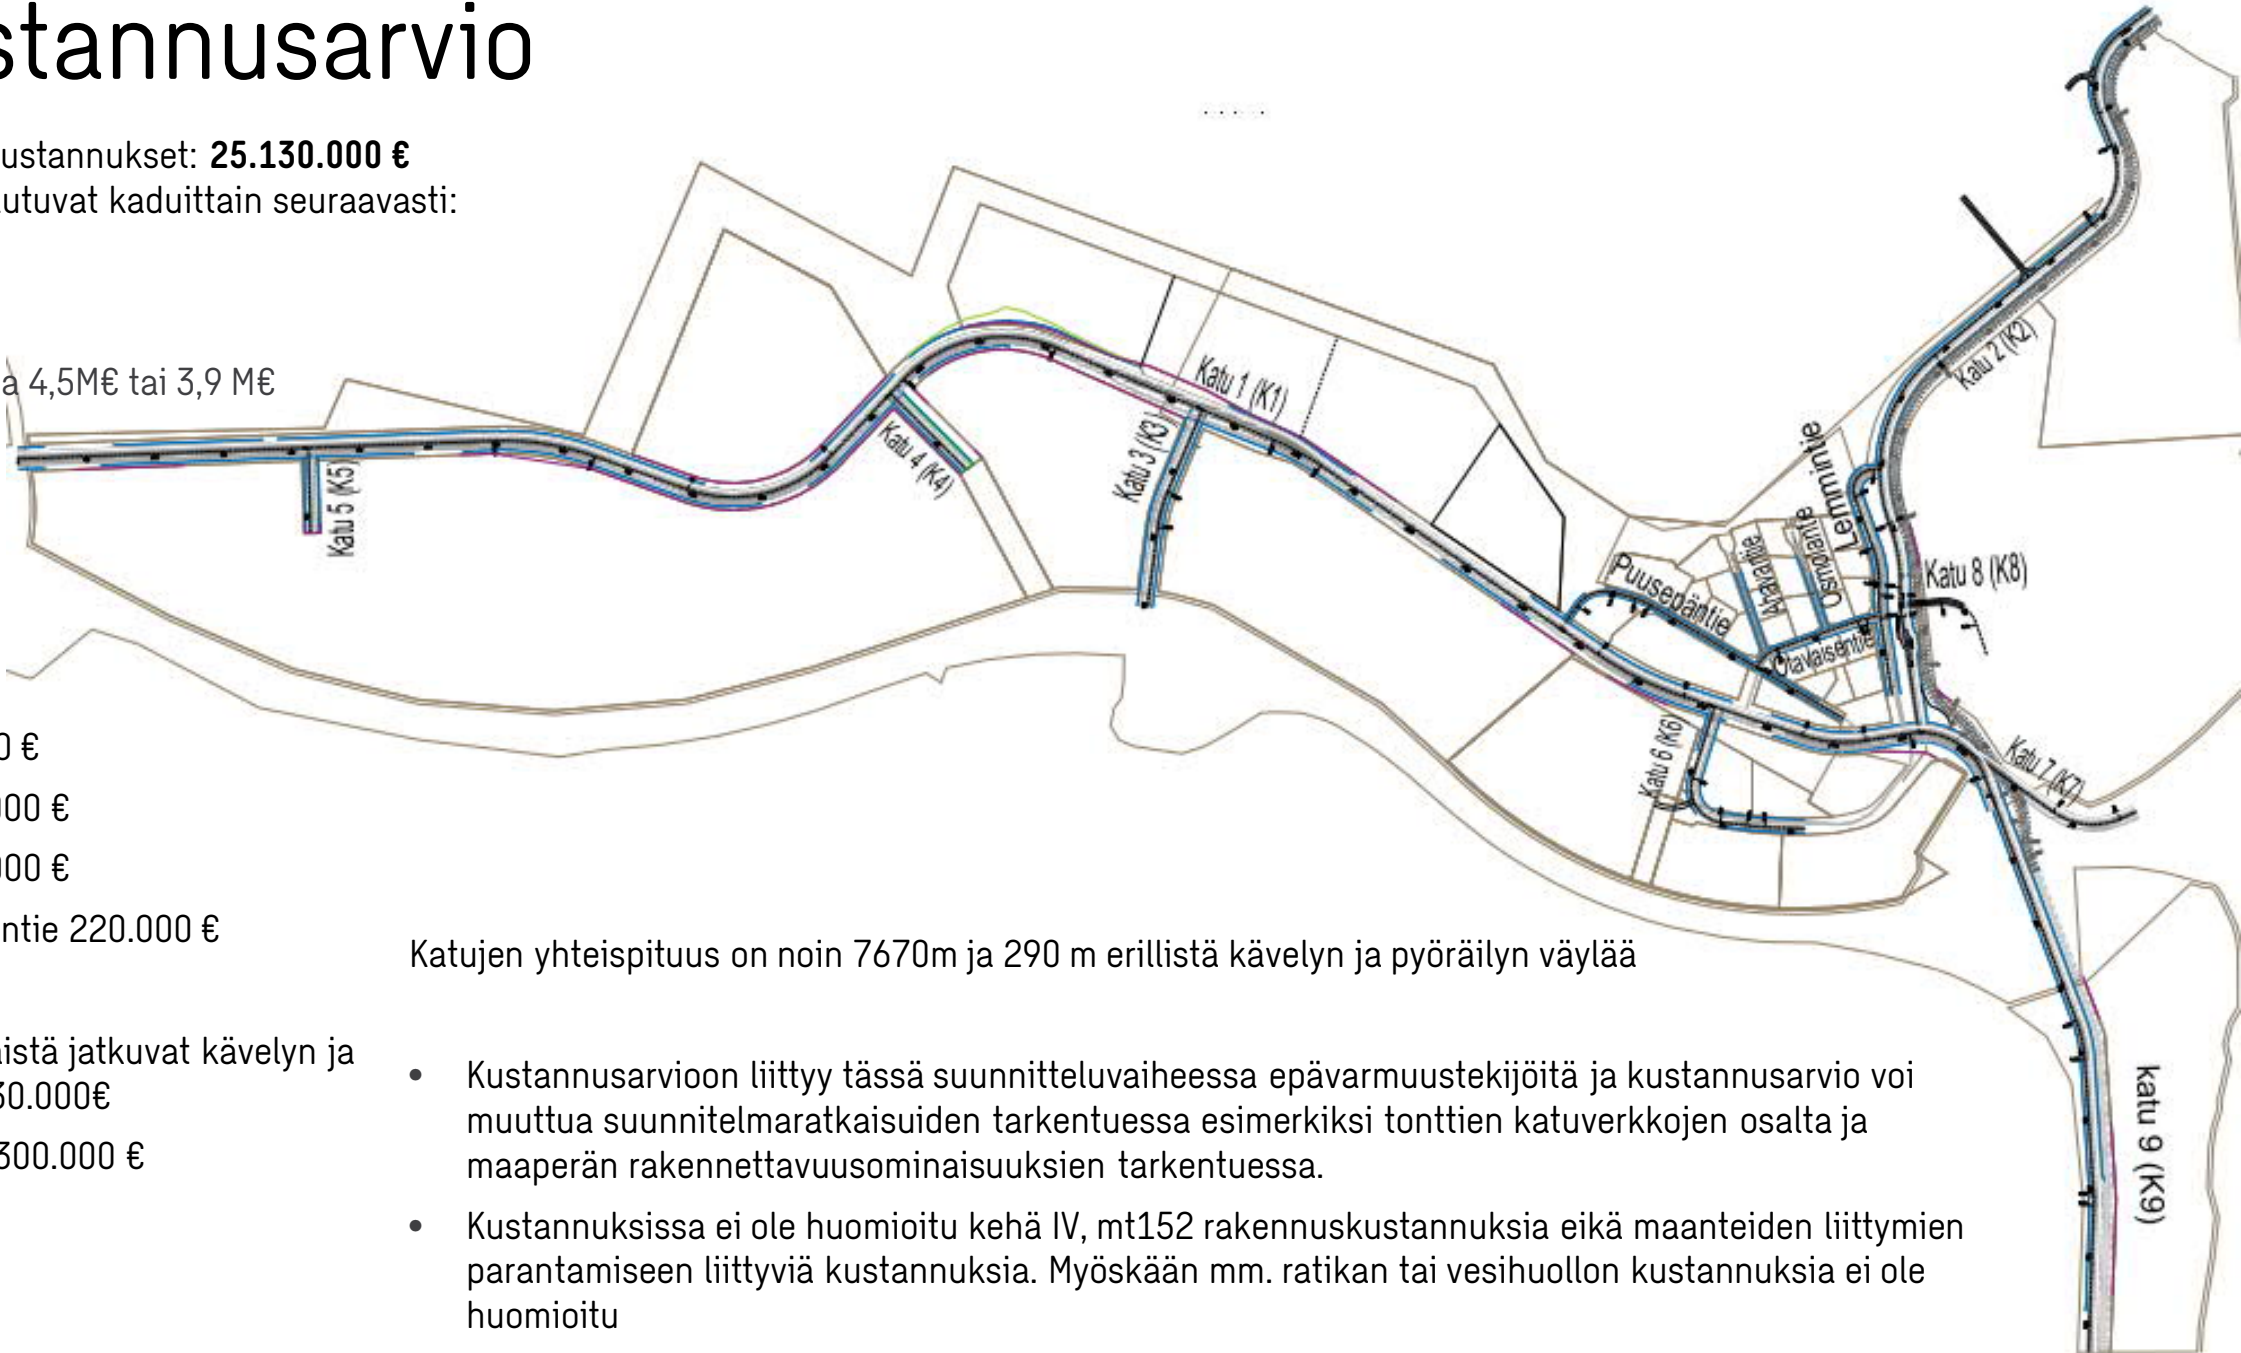 stannusarvio
ustannukset: 25.130.000 €
utuvat kaduittain seuraavasti:
a 4,5M€ tai 3,9 M€
Katu 1 (K1)
Katu 2 (K2)
Katu 3 (K3)
Katu 4 (K4)
Katu 5 (K5)
Lemmintie
Osmolantie
Ahavaintie
Puusepäntie
Otavaisentie
Katu 8 (K8)
Katu 6 (K6)
Katu 7 (K7)
katu 9 (K9)
0 €
000 €
000 €
ntie 220.000 €
Katujen yhteispituus on noin 7670m ja 290 m erillistä kävelyn ja pyöräilyn väylää
istä jatkuvat kävelyn ja
30.000€
300.000 €
• Kustannusarvioon liittyy tässä suunnitteluvaiheessa epävarmuustekijöitä ja kustannusarvio voi
muuttua suunnitelmaratkaisuiden tarkentuessa esimerkiksi tonttien katuverkkojen osalta ja
maaperän rakennettavuusominaisuuksien tarkentuessa.
• Kustannuksissa ei ole huomioitu kehä IV, mt152 rakennuskustannuksia eikä maanteiden liittymien
parantamiseen liittyviä kustannuksia. Myöskään mm. ratikan tai vesihuollon kustannuksia ei ole
huomioitu